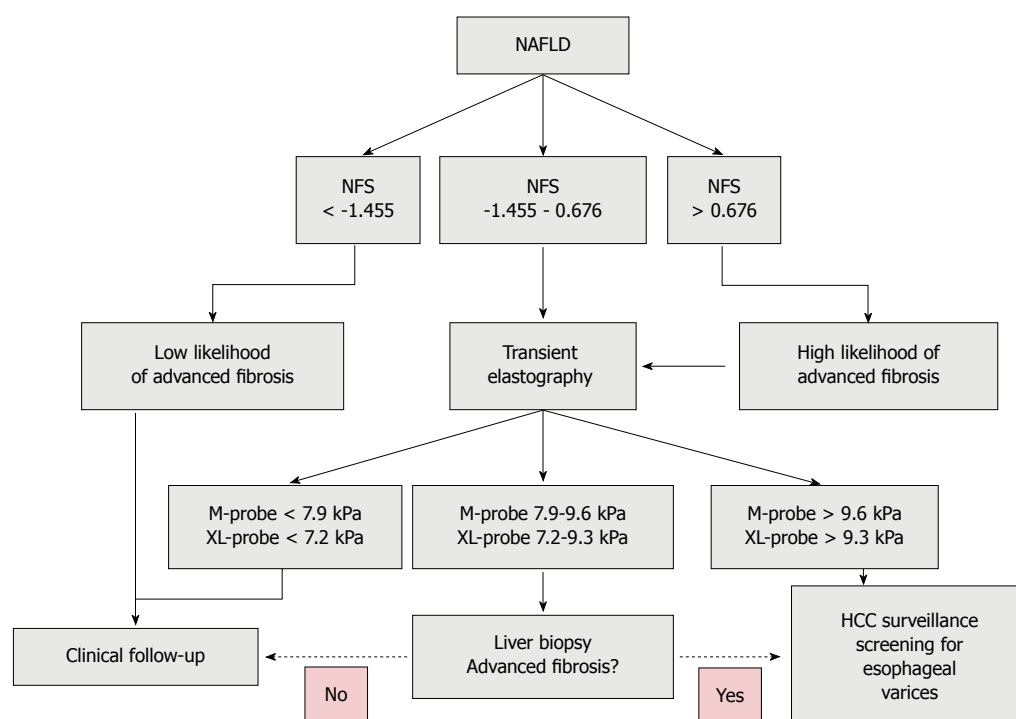 NAFLD
NFS
< -1.455
NFS
-1.455 - 0.676
NFS
> 0.676
Low likelihood
of advanced fibrosis
Transient
elastography
High likelihood of
advanced fibrosis
M-probe < 7.9 kPa
XL-probe < 7.2 kPa
M-probe 7.9-9.6 kPa
XL-probe 7.2-9.3 kPa
M-probe > 9.6 kPa
XL-probe > 9.3 kPa
Clinical follow-up
Liver biopsy
Advanced fibrosis?
HCC surveillance
screening for
esophageal
varices
No
Yes